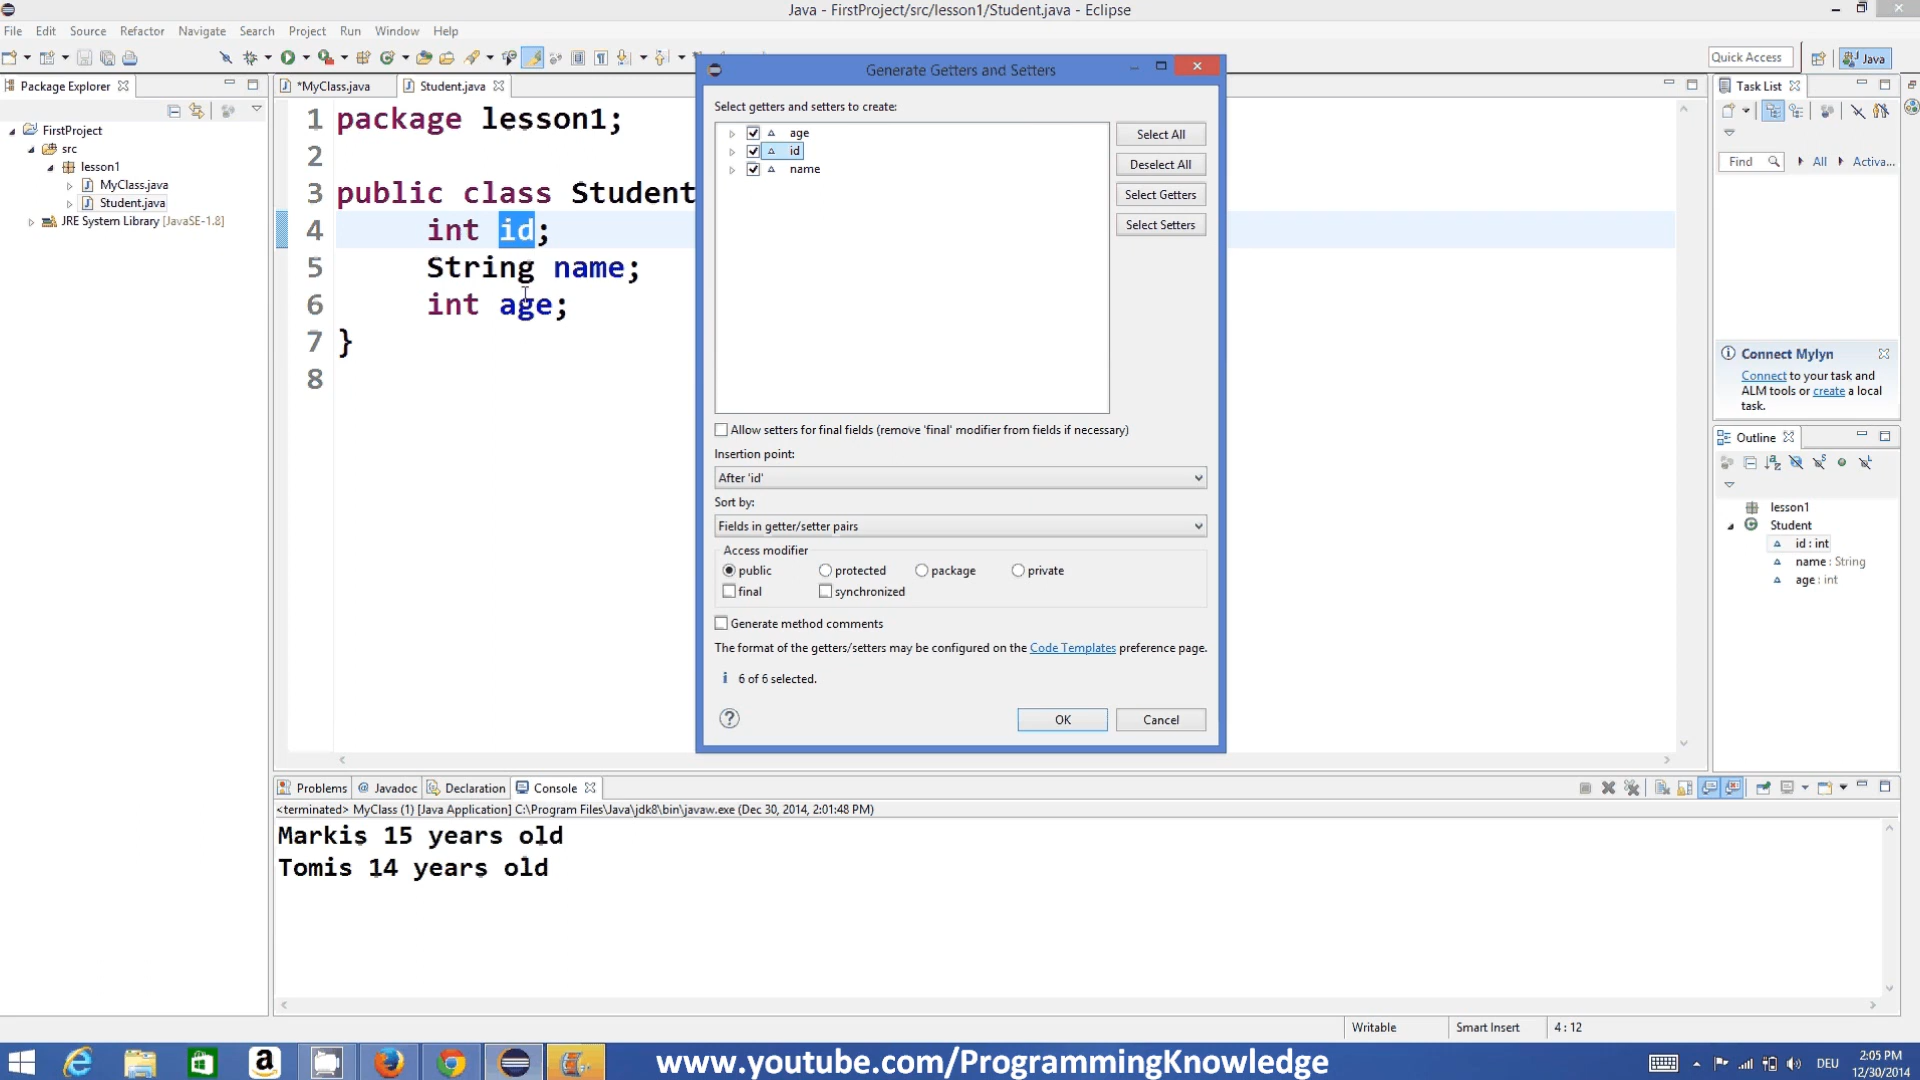 Java - FirstProject/src/lesson1/Student.java - Eclipse
File Edit Source Refactor Navigate Search Project Run Window Help
Quick Access
Java
Package Explorer
FirstProject
src
lesson1
MyClass.java
Student.java
JRE System Library [JavaSE-1.8]
*MyClass.java
Student.java
1 package lesson1;
2
3 public class Student
4 int id;
5 String name;
6 int age;
7 }
8
Generate Getters and Setters
Select getters and setters to create:
age
id
name
Select All
Deselect All
Select Getters
Select Setters
Allow setters for final fields (remove 'final' modifier from fields if necessary)
Insertion point:
After 'id'
Sort by:
Fields in getter/setter pairs
Access modifier
public protected package private
final synchronized
Generate method comments
The format of the getters/setters may be configured on the Code Templates preference page.
6 of 6 selected.
OK Cancel
Task List
Find All Activa...
Connect Mylyn
Connect to your task and
ALM tools or create a local
task.
Outline
lesson1
Student
id : int
name : String
age : int
Problems Javadoc Declaration Console
<terminated> MyClass (1) [Java Application] C:\Program Files\Java\jdk8\bin\javaw.exe (Dec 30, 2014, 2:01:48 PM)
Markis 15 years old
Tomis 14 years old
Writable Smart Insert 4 : 12
www.youtube.com/ProgrammingKnowledge
DEU
2:05 PM
12/30/2014